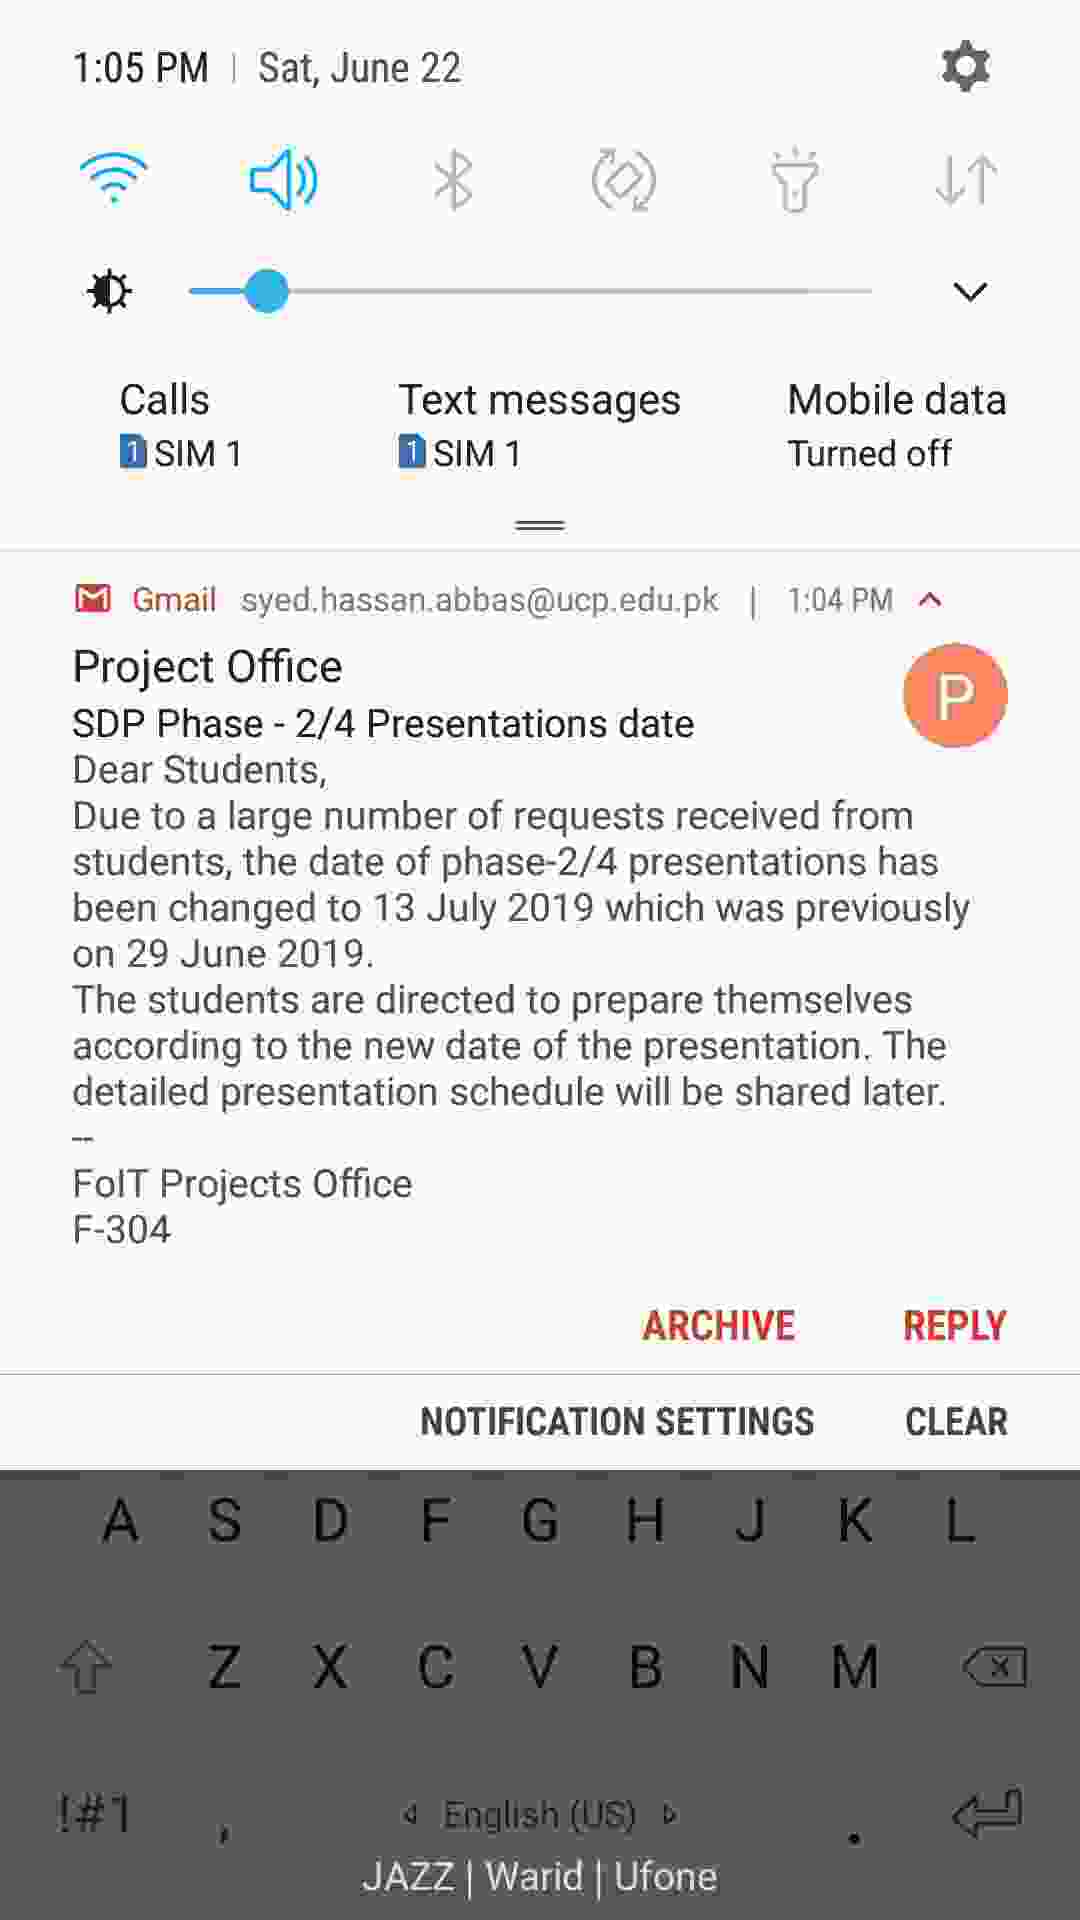 1:05 PM | Sat, June 22
Calls
1 SIM 1
Text messages
1 SIM 1
Mobile data
Turned off
Gmail syed.hassan.abbas@ucp.edu.pk | 1:04 PM
Project Office
P
SDP Phase - 2/4 Presentations date
Dear Students,
Due to a large number of requests received from
students, the date of phase-2/4 presentations has
been changed to 13 July 2019 which was previously
on 29 June 2019.
The students are directed to prepare themselves
according to the new date of the presentation. The
detailed presentation schedule will be shared later.
--
FoIT Projects Office
F-304
ARCHIVE REPLY
NOTIFICATION SETTINGS CLEAR
A S D F G H J K L
Z X C V B N M
!#1 , English (US) .
JAZZ | Warid | Ufone